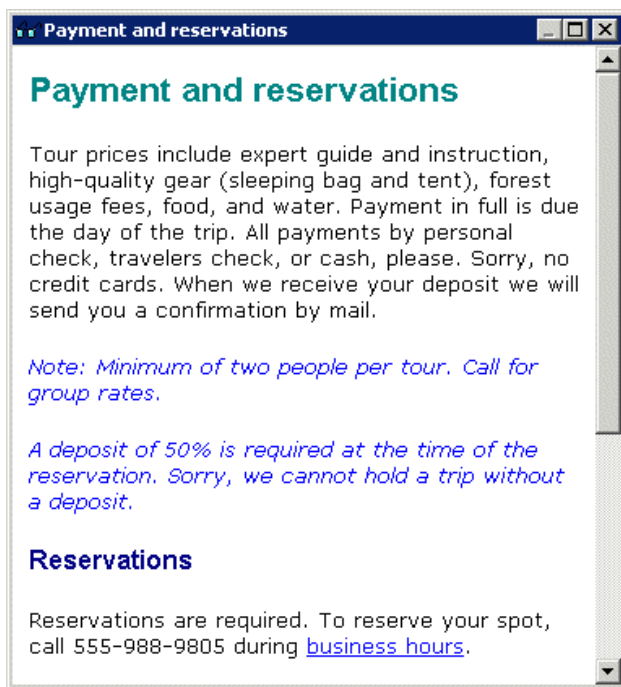 Payment and reservations
Payment and reservations
Tour prices include expert guide and instruction,
high-quality gear (sleeping bag and tent), forest
usage fees, food, and water. Payment in full is due
the day of the trip. All payments by personal
check, travelers check, or cash, please. Sorry, no
credit cards. When we receive your deposit we will
send you a confirmation by mail.
Note: Minimum of two people per tour. Call for
group rates.
A deposit of 50% is required at the time of the
reservation. Sorry, we cannot hold a trip without
a deposit.
Reservations
Reservations are required. To reserve your spot,
call 555-988-9805 during business hours.